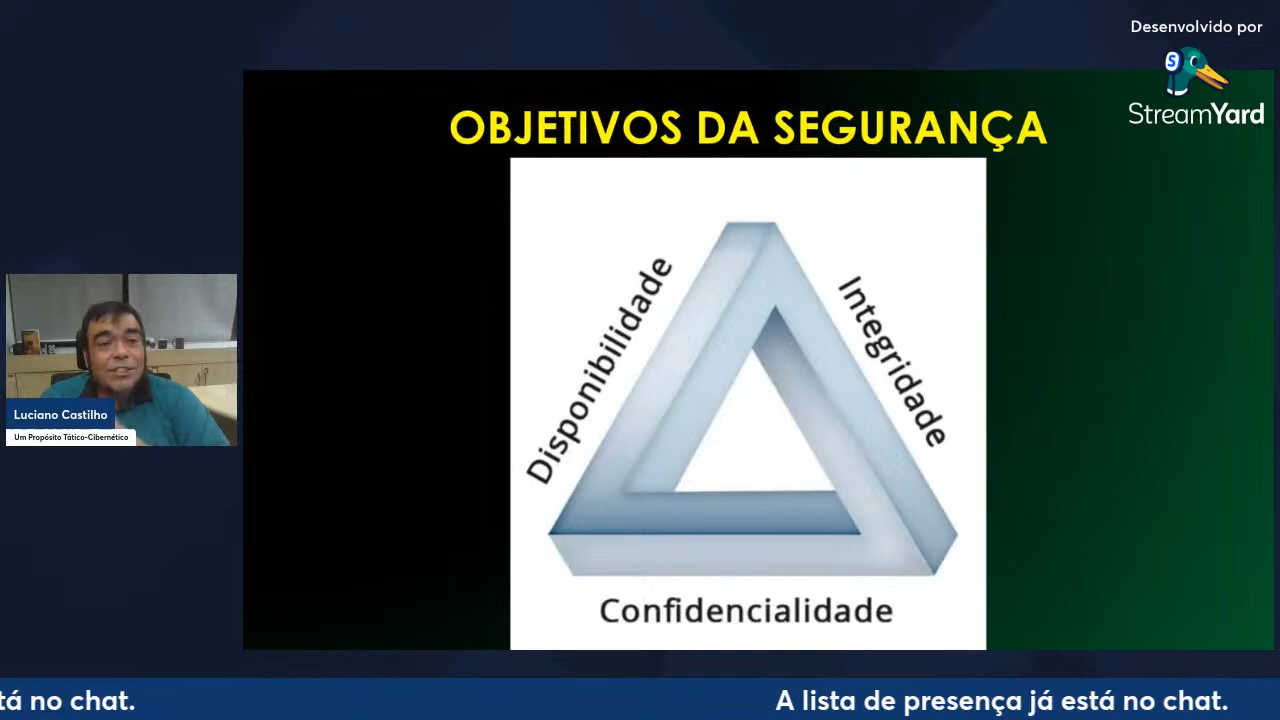 Desenvolvido por
StreamYard
OBJETIVOS DA SEGURANÇA
Disponibilidade
Integridade
Confidencialidade
Luciano Castilho
Um Propósito Tático-Cibernético
tá no chat.
A lista de presença já está no chat.